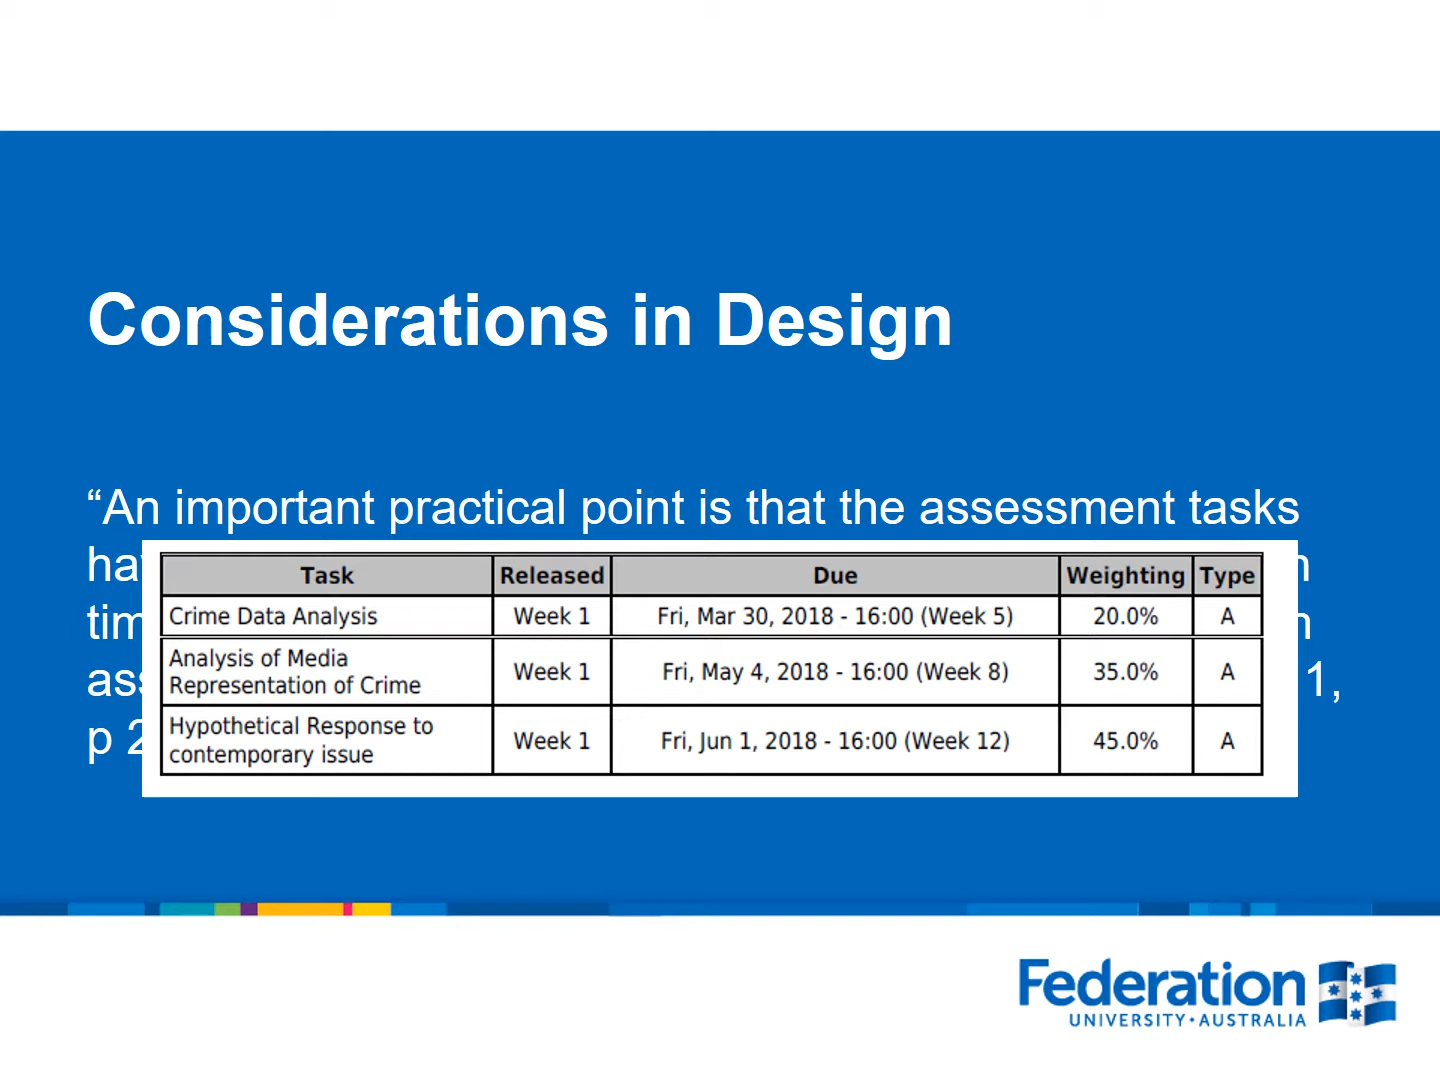 Considerations in Design
“An important practical point is that the assessment tasks
Task Released Due Weighting Type
Crime Data Analysis Week 1 Fri, Mar 30, 2018 - 16:00 (Week 5) 20.0% A
Analysis of Media
Representation of Crime Week 1 Fri, May 4, 2018 - 16:00 (Week 8) 35.0% A
Hypothetical Response to
contemporary issue Week 1 Fri, Jun 1, 2018 - 16:00 (Week 12) 45.0% A
1,
p 2
Federation
UNIVERSITY • AUSTRALIA